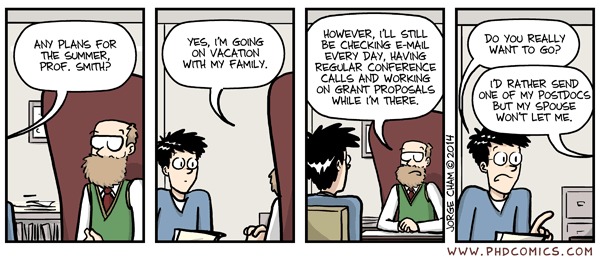 ANY PLANS FOR
THE SUMMER,
PROF. SMITH?
YES, I'M GOING
ON VACATION
WITH MY FAMILY.
HOWEVER, I'LL STILL
BE CHECKING E-MAIL
EVERY DAY, HAVING
REGULAR CONFERENCE
CALLS AND WORKING
ON GRANT PROPOSALS
WHILE I'M THERE.
JORGE CHAM © 2014
DO YOU REALLY
WANT TO GO?
I'D RATHER SEND
ONE OF MY POSTDOCS
BUT MY SPOUSE
WON'T LET ME.
WWW.PHDCOMICS.COM